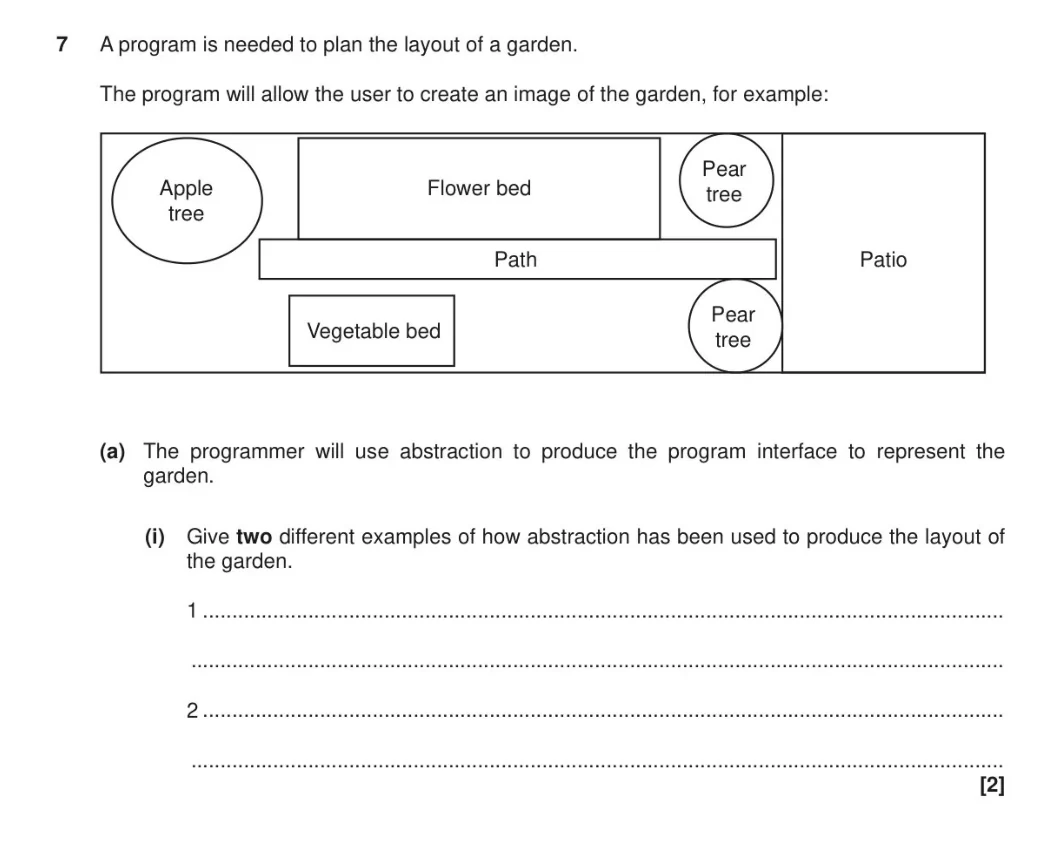 7 A program is needed to plan the layout of a garden.
The program will allow the user to create an image of the garden, for example:
Apple
tree
Flower bed
Pear
tree
Path
Patio
Vegetable bed
Pear
tree
(a) The programmer will use abstraction to produce the program interface to represent the
garden.
(i) Give two different examples of how abstraction has been used to produce the layout of
the garden.
1 ....................................................................................................
....................................................................................................
2 ....................................................................................................
....................................................................................................
[2]